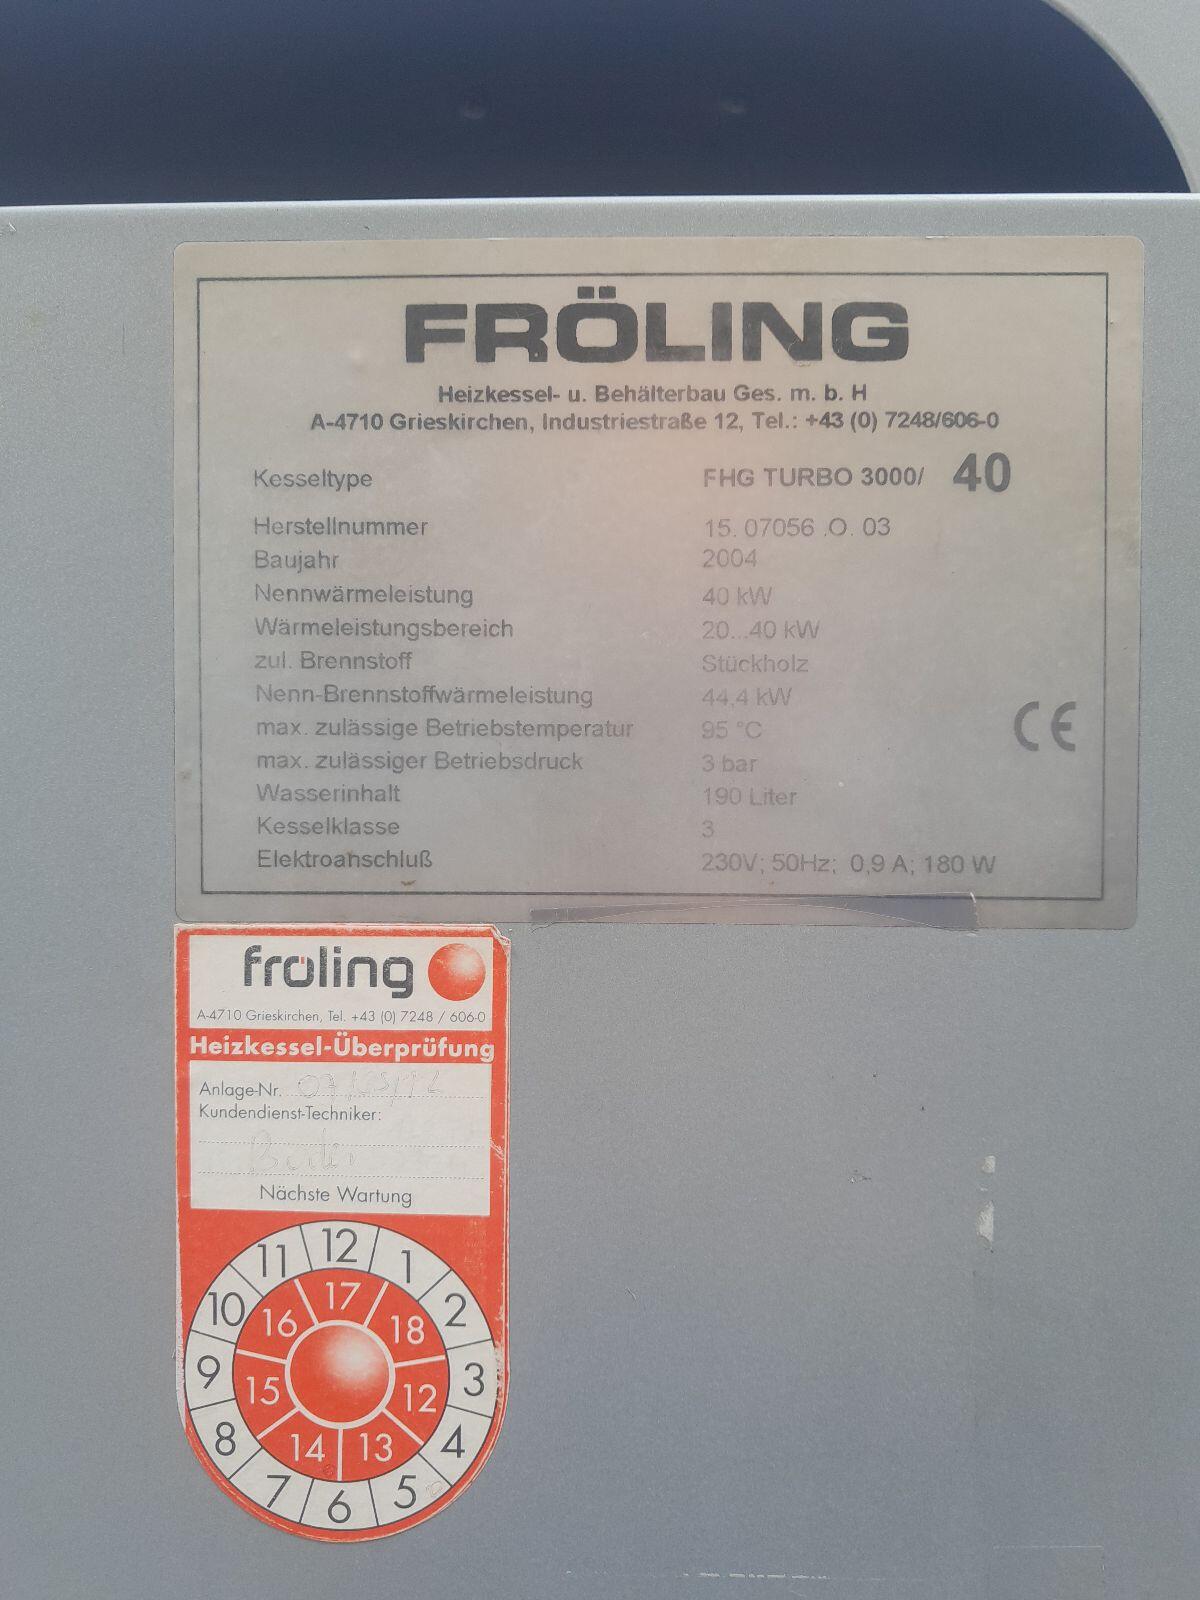 FRÖLING
Heizkessel- u. Behälterbau Ges. m. b. H
A-4710 Grieskirchen, Industriestraße 12, Tel.: +43 (0) 7248/606-0
Kesseltype FHG TURBO 3000/ 40
Herstellnummer 15. 07056 .O. 03
Baujahr 2004
Nennwärmeleistung 40 kW
Wärmeleistungsbereich 20...40 kW
zul. Brennstoff Stückholz
Nenn-Brennstoffwärmeleistung 44,4 kW
max. zulässige Betriebstemperatur 95 °C
max. zulässiger Betriebsdruck 3 bar
Wasserinhalt 190 Liter
Kesselklasse 3
Elektroanschluß 230V; 50Hz; 0,9 A; 180 W
CE
fröling
A-4710 Grieskirchen, Tel. +43 (0) 7248 / 606-0
Heizkessel-Überprüfung
Anlage-Nr.
Kundendienst-Techniker:
Nächste Wartung
12 1 2 3 4 5 6 7 8 9 10 11
17 18 12 13 14 15 16